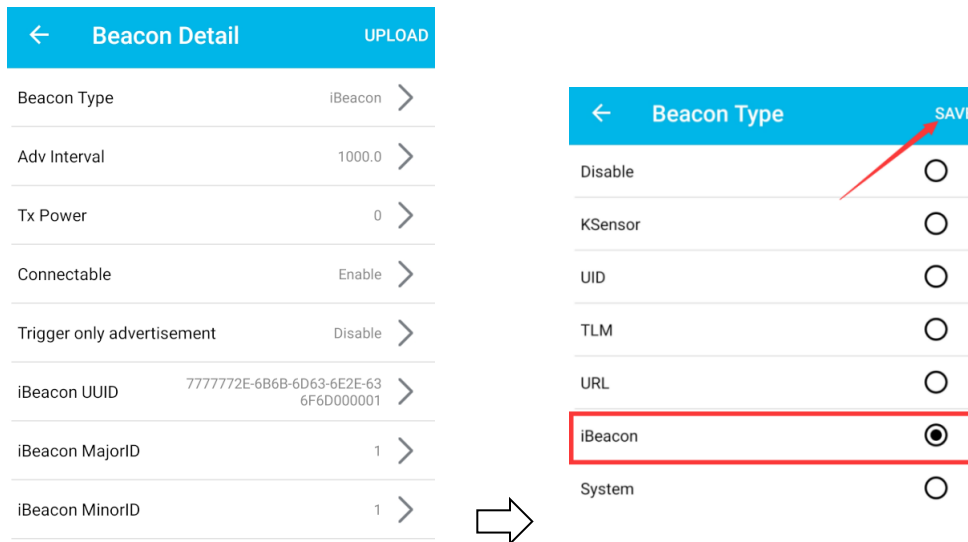 Beacon Detail UPLOAD
Beacon Type iBeacon
Adv Interval 1000.0
Tx Power 0
Connectable Enable
Trigger only advertisement Disable
iBeacon UUID 7777772E-6B6B-6D63-6E2E-63
6F6D000001
iBeacon MajorID 1
iBeacon MinorID 1
Beacon Type SAVE
Disable
KSensor
UID
TLM
URL
iBeacon
System